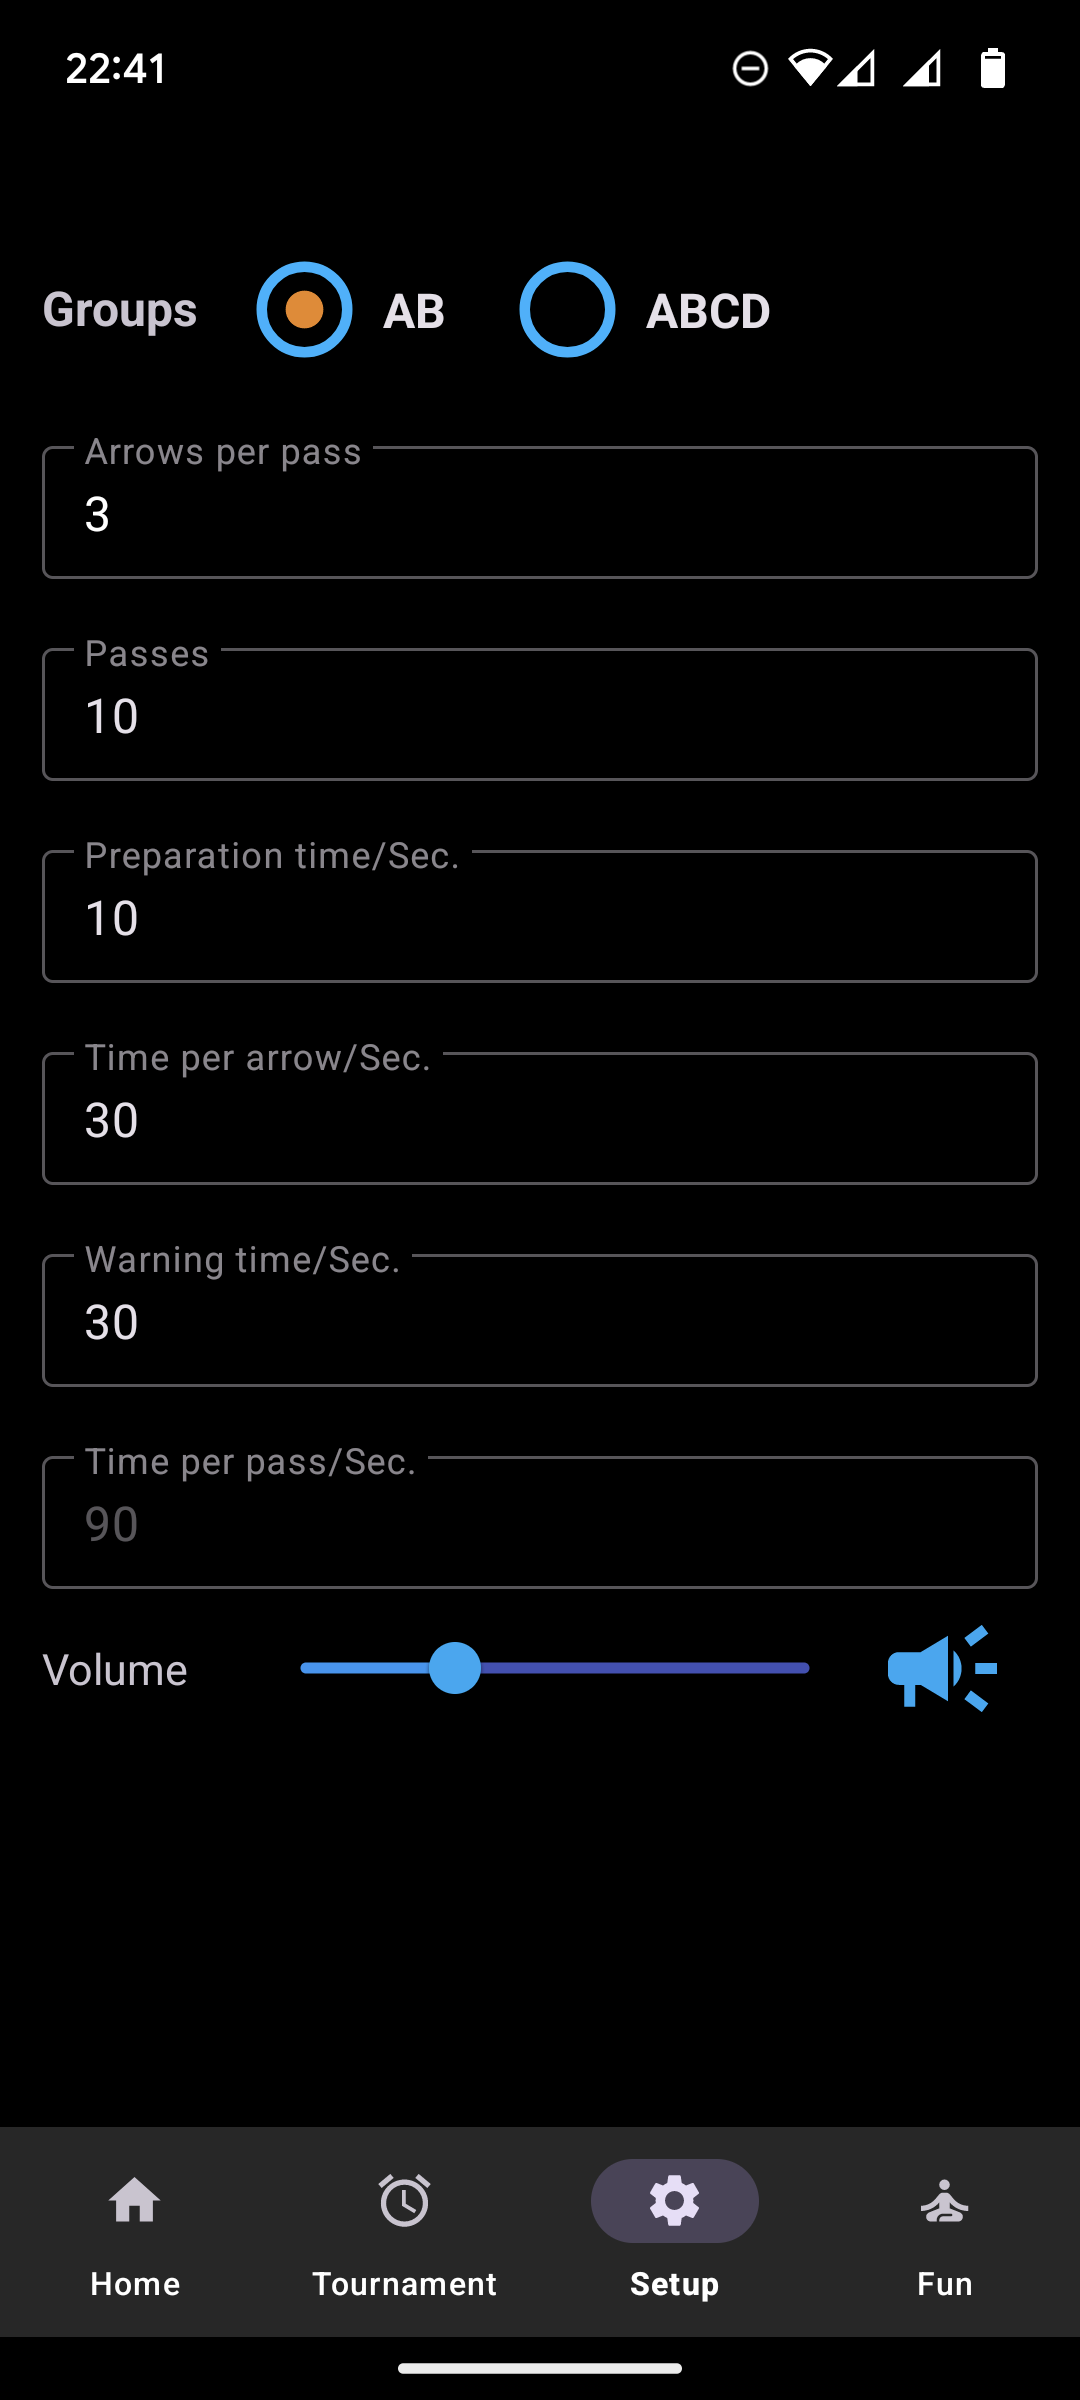 22:41
Groups AB ABCD
Arrows per pass
3
Passes
10
Preparation time/Sec.
10
Time per arrow/Sec.
30
Warning time/Sec.
30
Time per pass/Sec.
90
Volume
Home Tournament Setup Fun